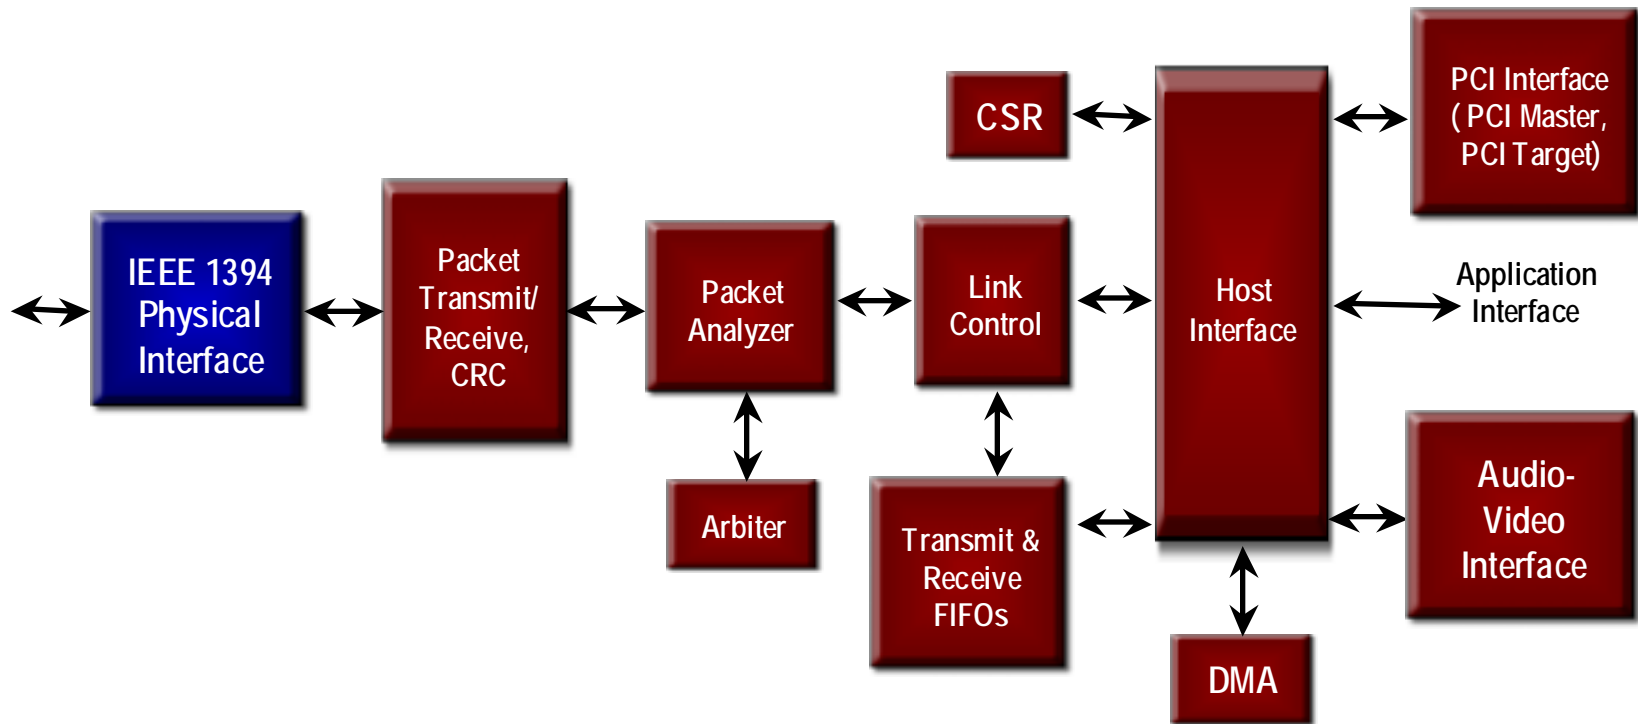 IEEE 1394
Physical
Interface
Packet
Transmit/
Receive,
CRC
Packet
Analyzer
Arbiter
Link
Control
Transmit &
Receive
FIFOs
CSR
Host
Interface
DMA
PCI Interface
( PCI Master,
PCI Target)
Application
Interface
Audio-
Video
Interface